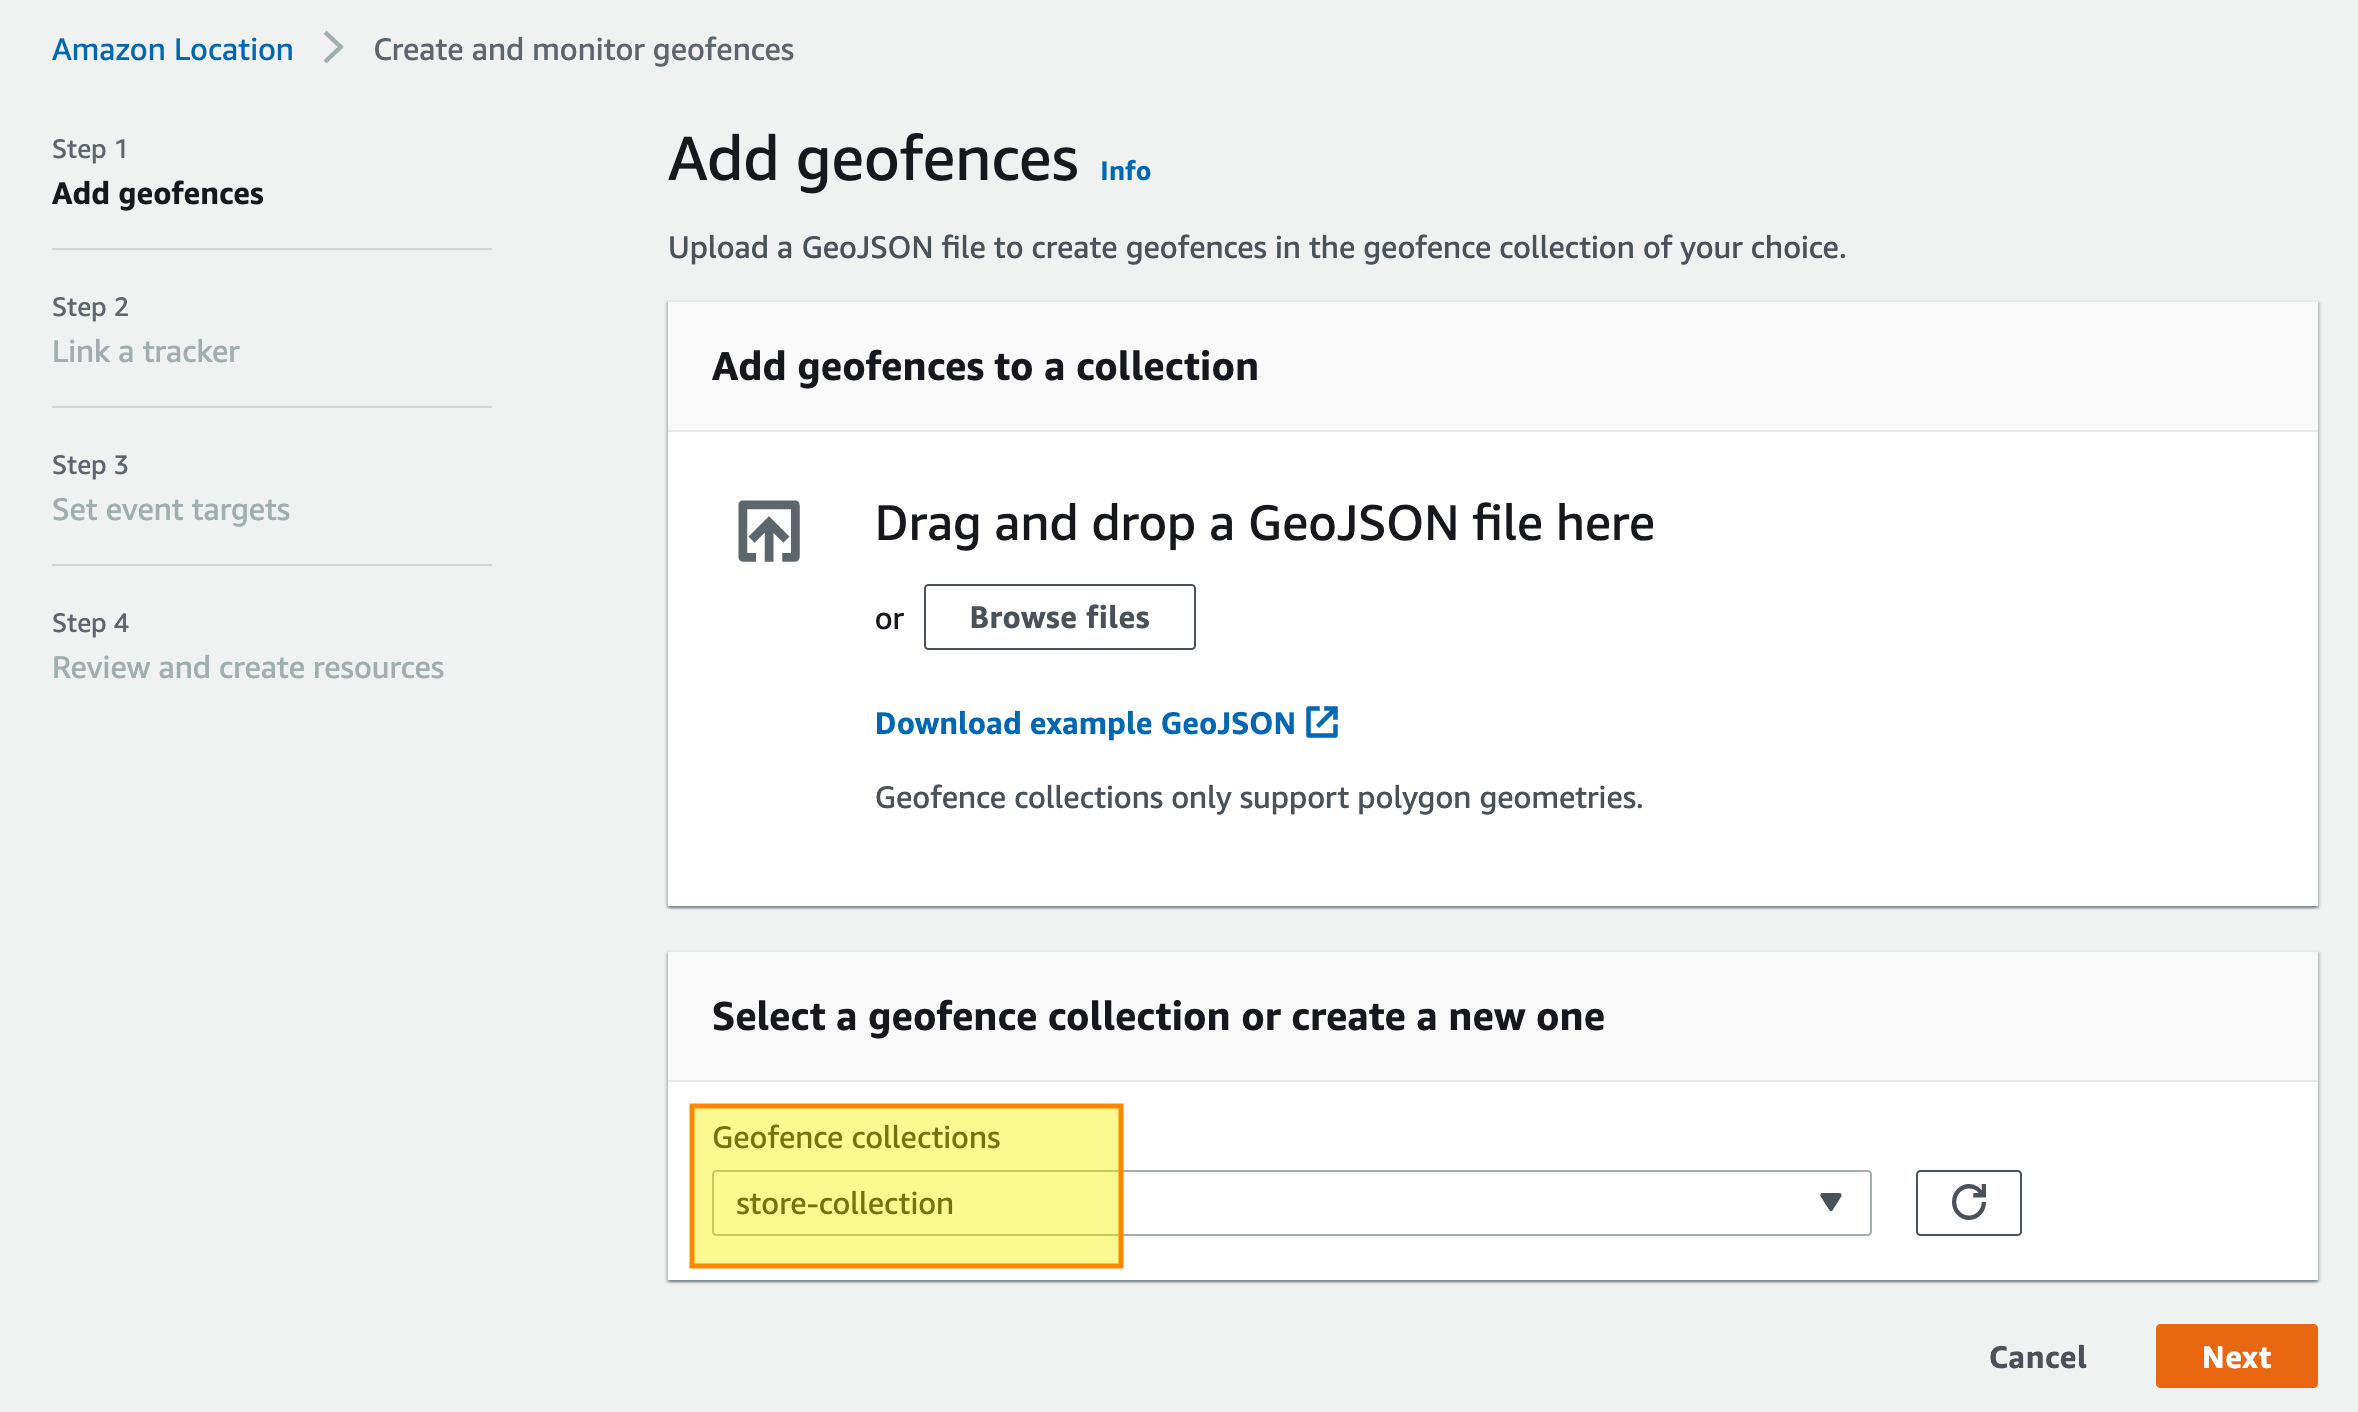 Amazon Location
Create and monitor geofences
Step 1
Add geofences
Step 2
Link a tracker
Step 3
Set event targets
Step 4
Review and create resources
Add geofences Info
Upload a GeoJSON file to create geofences in the geofence collection of your choice.
Add geofences to a collection
Drag and drop a GeoJSON file here
or Browse files
Download example GeoJSON
Geofence collections only support polygon geometries.
Select a geofence collection or create a new one
Geofence collections
store-collection
Cancel Next